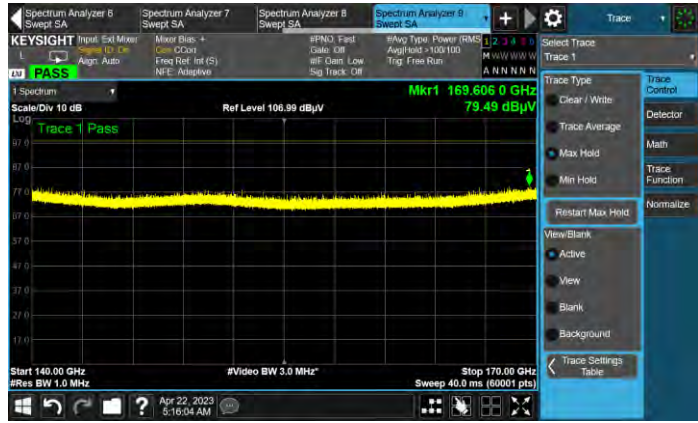 Spectrum Analyzer 6
Swept SA
Spectrum Analyzer 7
Swept SA
Spectrum Analyzer 8
Swept SA
Spectrum Analyzer 9
Swept SA
Trace
KEYSIGHT
L
LM PASS
Input: Ext Mixer
Signal ID: On
Align: Auto
Mixer Bias: +
Corr CCorr
Freq Ref: Int (S)
NFE: Adaptive
#PNO: Fast
Gate: Off
#IF Gain: Low
Sig Track: Off
#Avg Type: Power (RMS
Avg|Hold >100/100
Trig: Free Run
1 2 3 4 5 6
M W W W W W
A N N N N N
Select Trace
Trace 1
1 Spectrum
Scale/Div 10 dB
Ref Level 106.99 dBµV
Mkr1 169.606 0 GHz
79.49 dBµV
Log
Trace 1 Pass
97.0
87.0
77.0
67.0
57.0
47.0
37.0
27.0
17.0
1
Start 140.00 GHz
#Video BW 3.0 MHz*
Stop 170.00 GHz
#Res BW 1.0 MHz
Sweep 40.0 ms (60001 pts)
Trace Type
Clear / Write
Trace Average
Max Hold
Min Hold
Restart Max Hold
View/Blank
Active
View
Blank
Background
Trace Settings
Table
Trace
Control
Detector
Math
Trace
Function
Normalize
?
Apr 22, 2023
5:16:04 AM